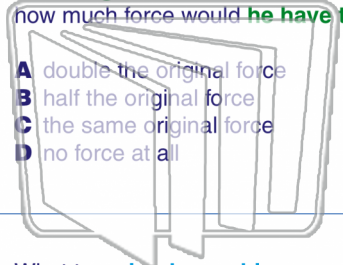 how much force would he have t
A double the original force
B half the original force
C the same original force
D no force at all